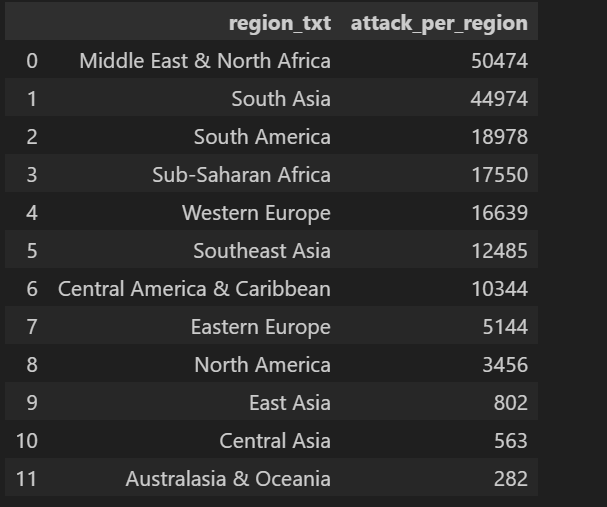 region_txt attack_per_region
0 Middle East & North Africa 50474
1 South Asia 44974
2 South America 18978
3 Sub-Saharan Africa 17550
4 Western Europe 16639
5 Southeast Asia 12485
6 Central America & Caribbean 10344
7 Eastern Europe 5144
8 North America 3456
9 East Asia 802
10 Central Asia 563
11 Australasia & Oceania 282